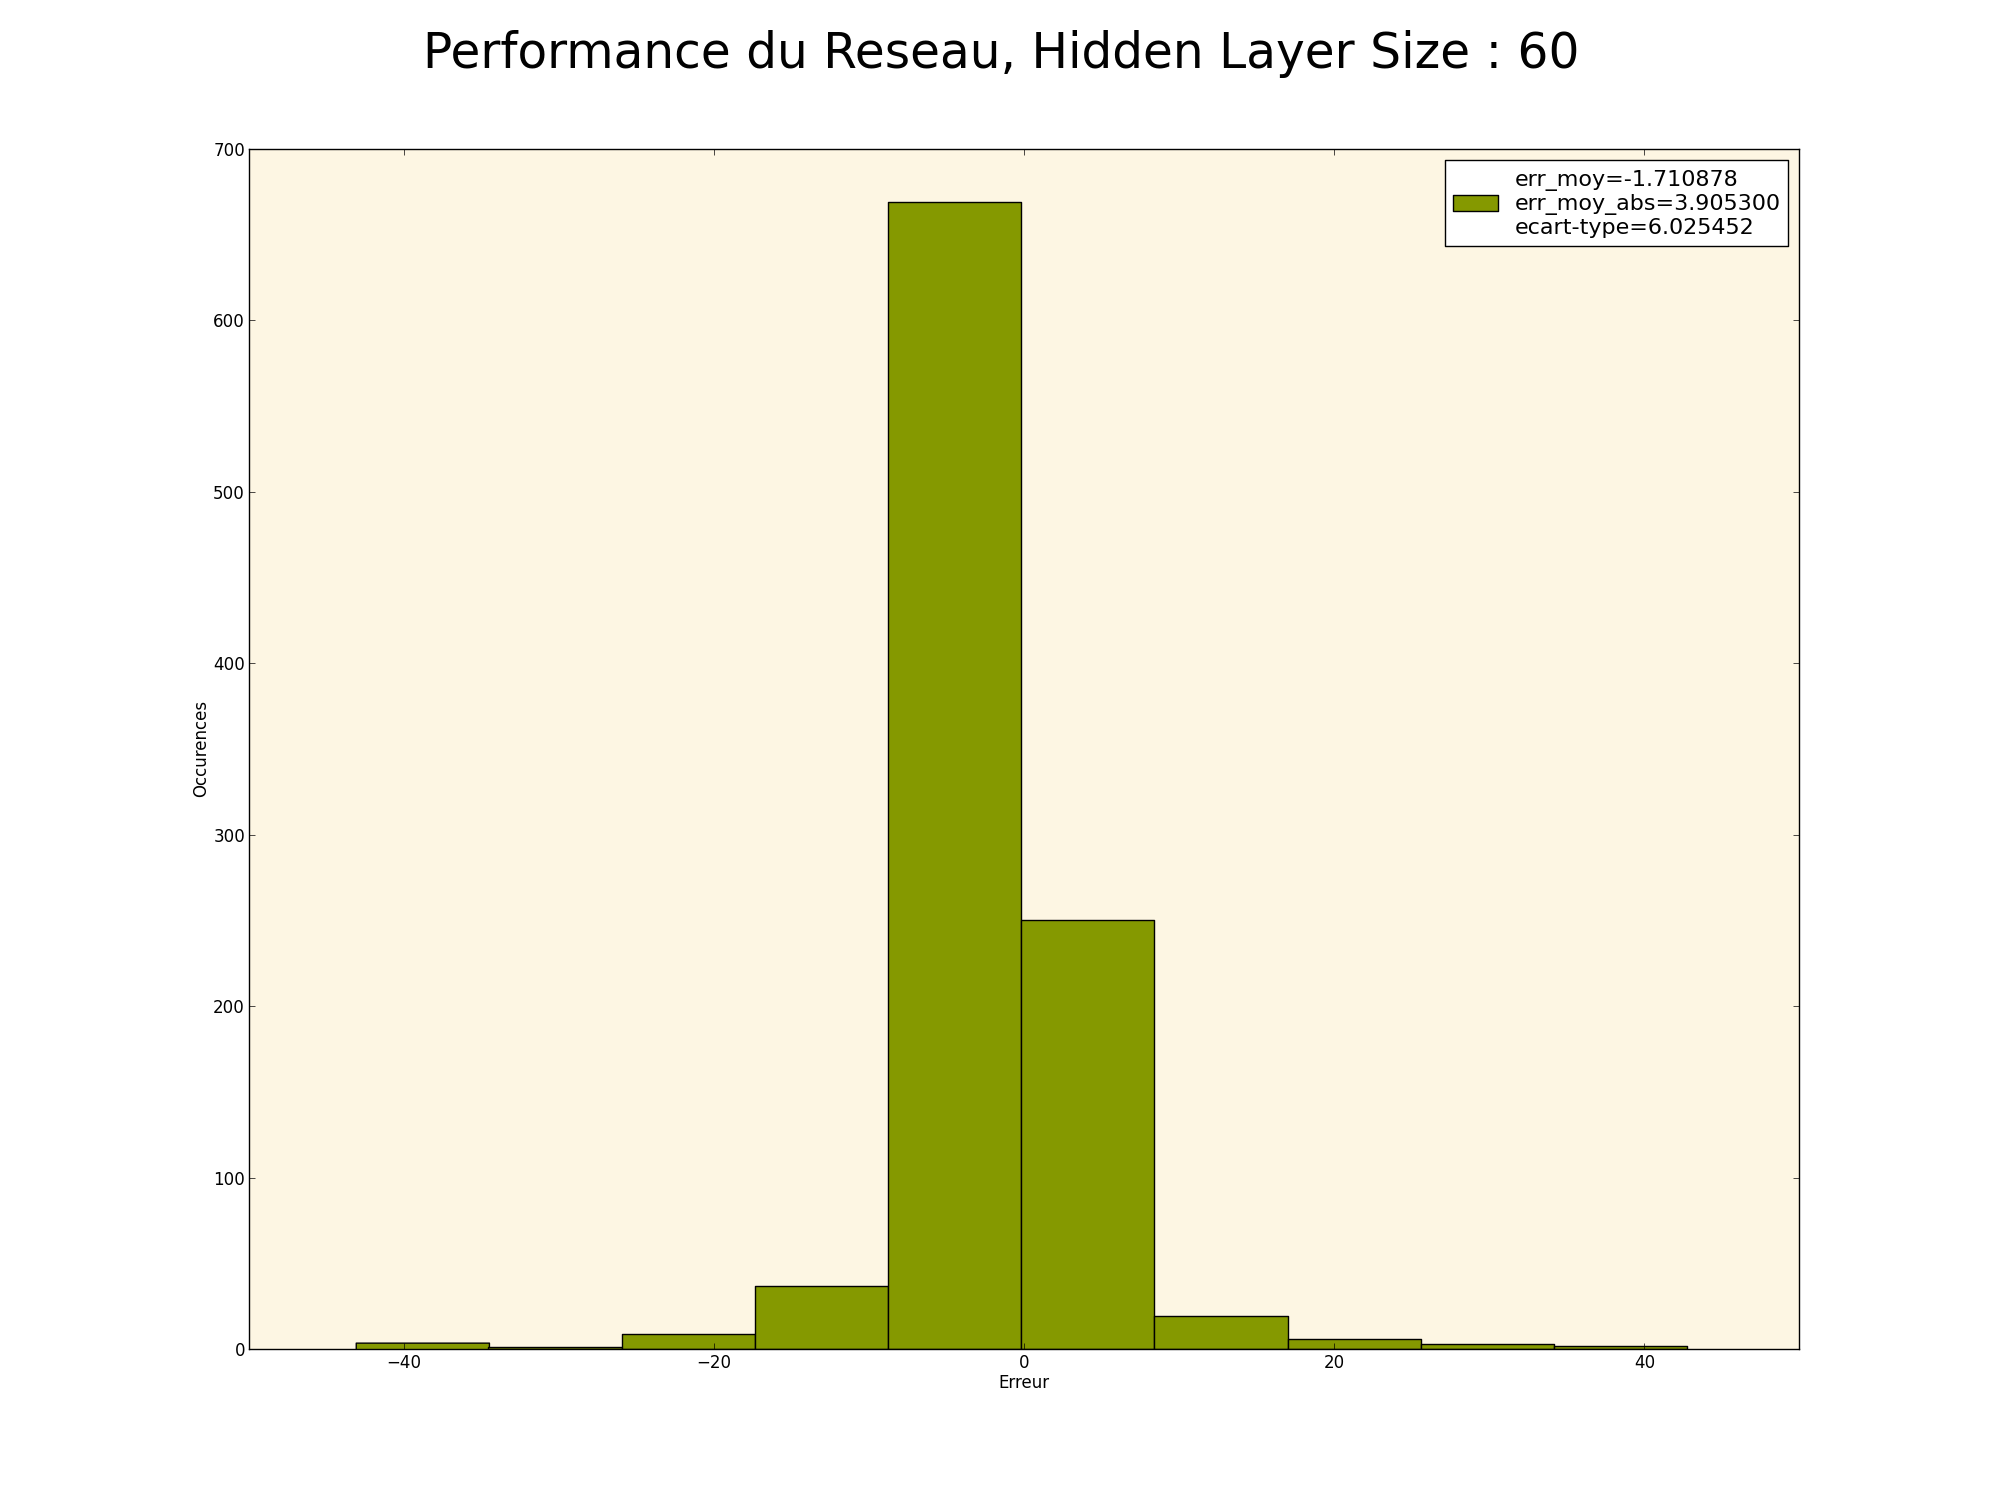 Performance du Reseau, Hidden Layer Size : 60
err_moy=-1.710878
err_moy_abs=3.905300
ecart-type=6.025452
700
600
500
400
300
200
100
0
Occurences
−40
−20
0
20
40
Erreur